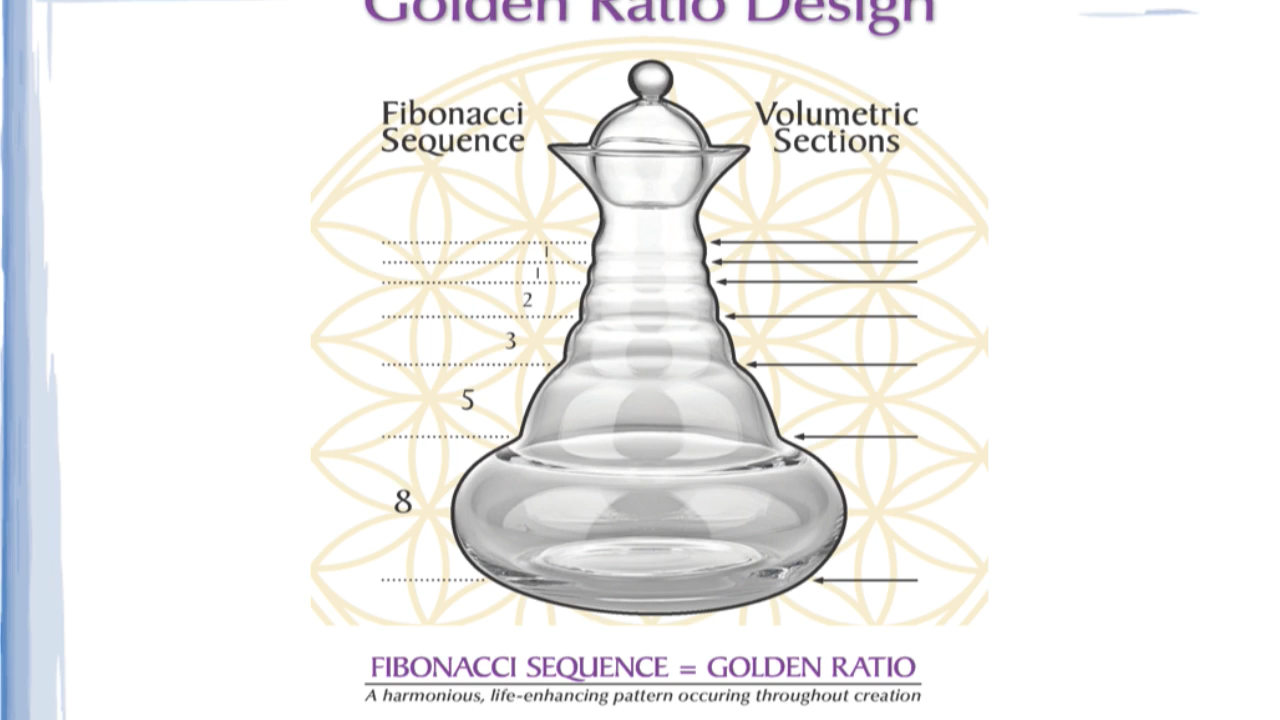 Golden Ratio Design
Fibonacci
Sequence
Volumetric
Sections
1
1
2
3
5
8
FIBONACCI SEQUENCE = GOLDEN RATIO
A harmonious, life-enhancing pattern occuring throughout creation